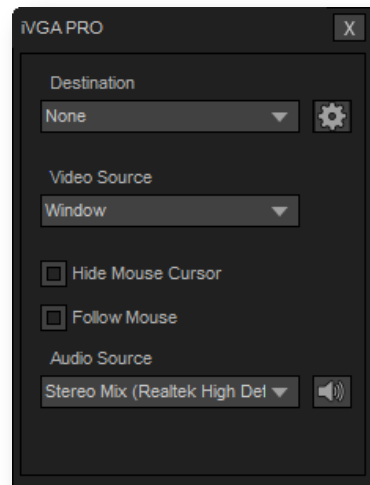 iVGA PRO
X
Destination
None
Video Source
Window
Hide Mouse Cursor
Follow Mouse
Audio Source
Stereo Mix (Realtek High Def